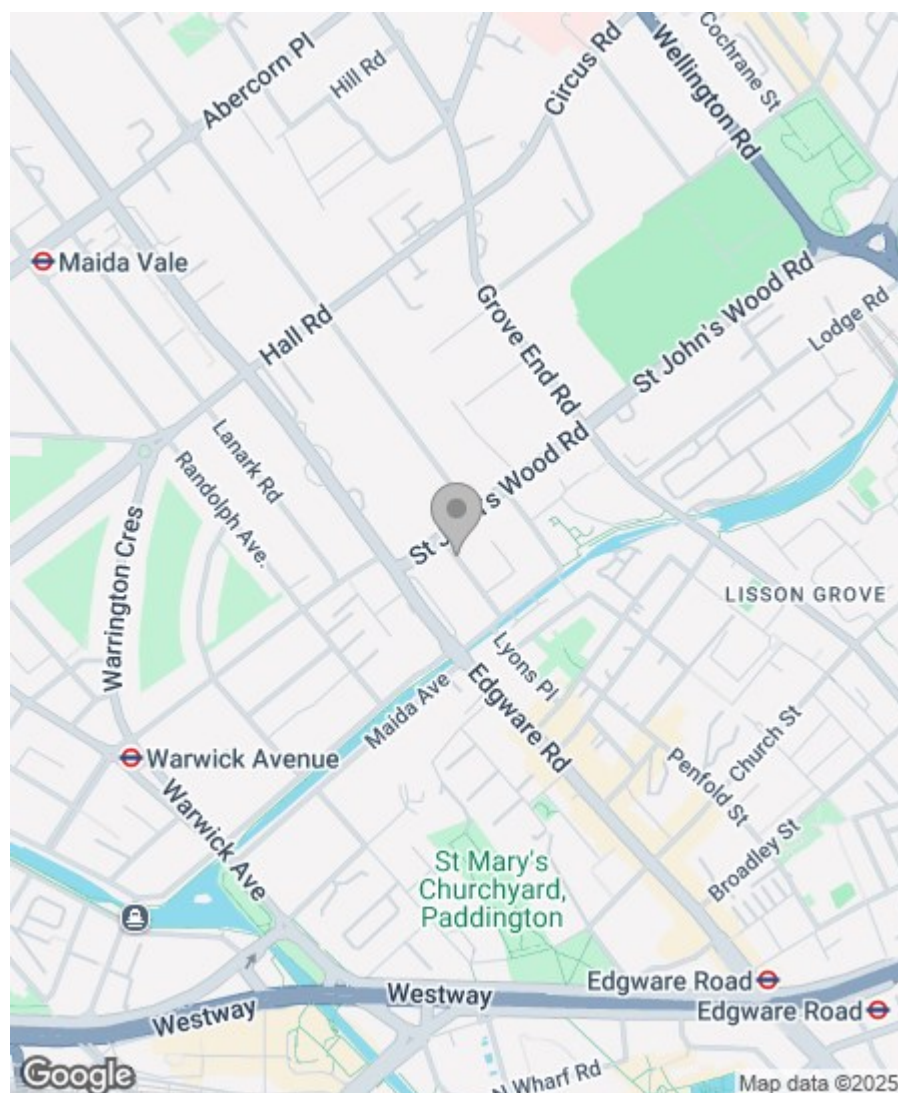 Abercorn Pl
Hill Rd
Circus Rd
Cochrane St
Wellington Rd
Maida Vale
Hall Rd
Grove End Rd
St John's Wood Rd
Lodge Rd
Lanark Rd
Randolph Ave.
St J s Wood Rd
Warrington Cres
LISSON GROVE
Lyons Pl
Maida Ave
Edgware Rd
Warwick Avenue
Church St
Penfold St
Warwick Ave
Broadley St
St Mary's
Churchyard,
Paddington
Edgware Road
Edgware Road
Westway
Westway
N Wharf Rd
Google
Map data ©2025